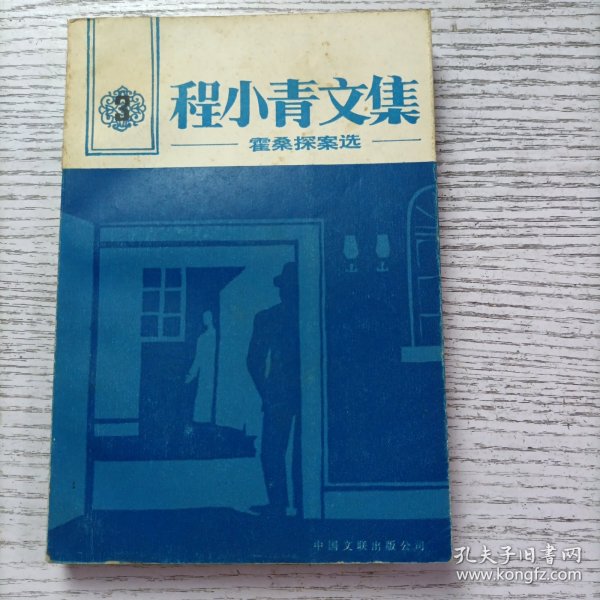 3
程小青文集
霍桑探案选
中国文联出版公司
孔夫子旧书网
www.kongfz.com